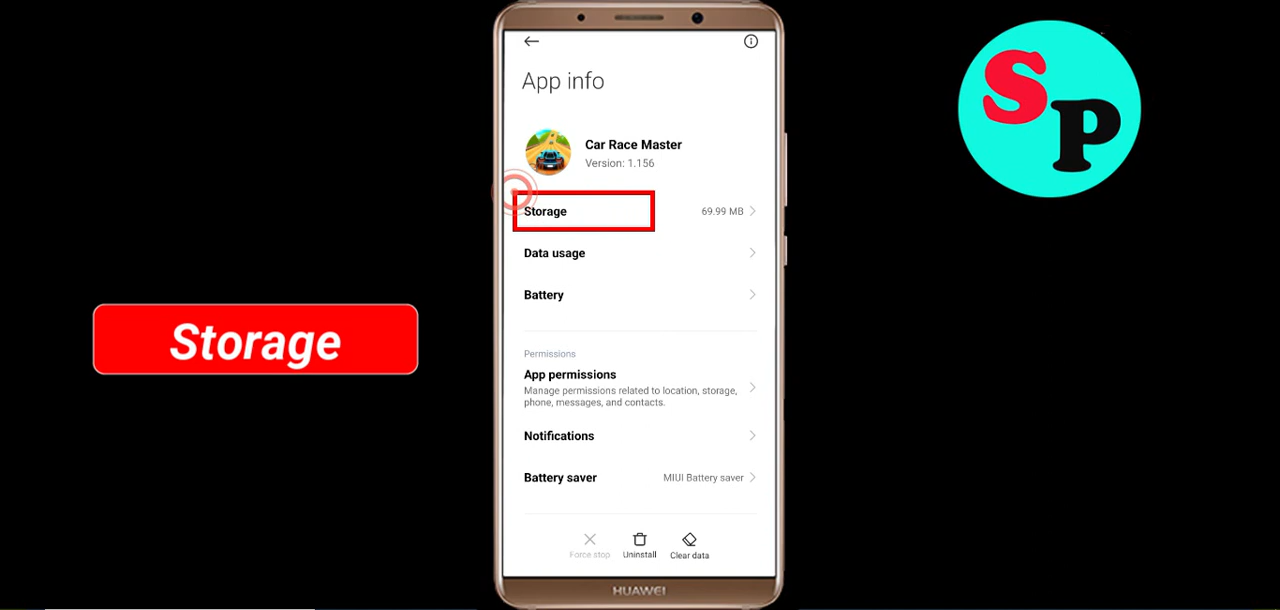 App info
Car Race Master
Version: 1.156
Storage 69.99 MB
Data usage
Battery
Permissions
App permissions
Manage permissions related to location, storage,
phone, messages, and contacts.
Notifications
Battery saver MIUI Battery saver
Force stop Uninstall Clear data
HUAWEI
Storage
SP